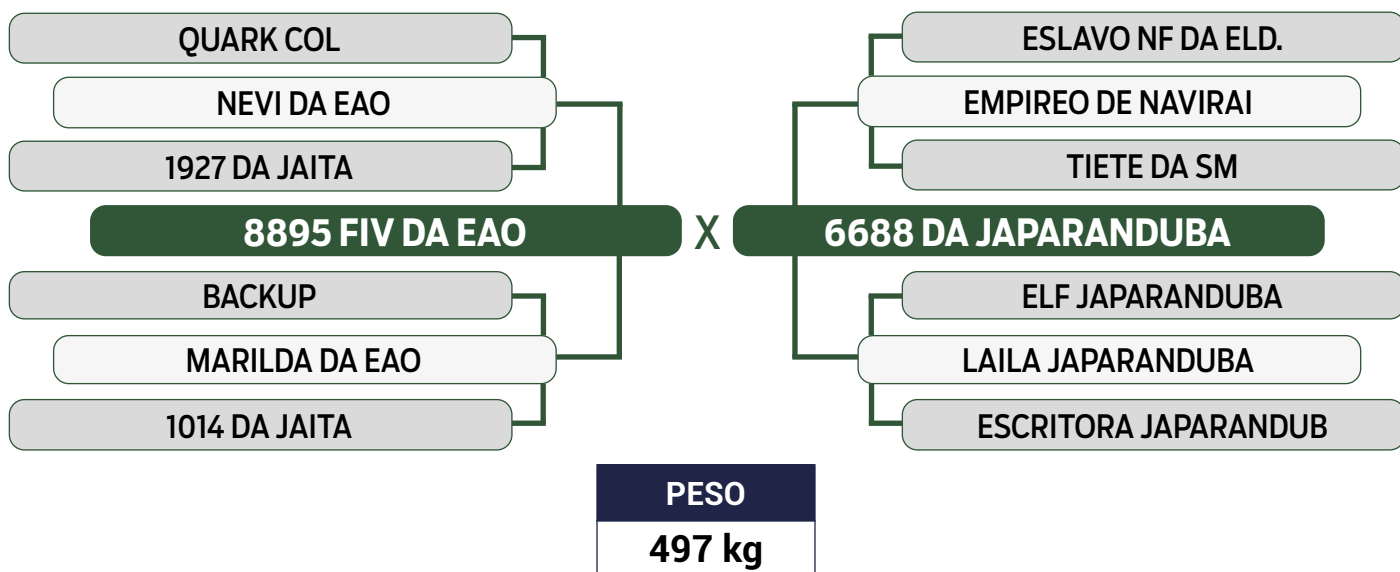 QUARK COL
ESLAVO NF DA ELD.
NEVI DA EAO
EMPIREO DE NAVIRAI
1927 DA JAITA
TIETE DA SM
8895 FIV DA EAO X 6688 DA JAPARANDUBA
BACKUP
ELF JAPARANDUBA
MARILDA DA EAO
LAILA JAPARANDUBA
1014 DA JAITA
ESCRITORA JAPARANDUB
PESO
497 kg